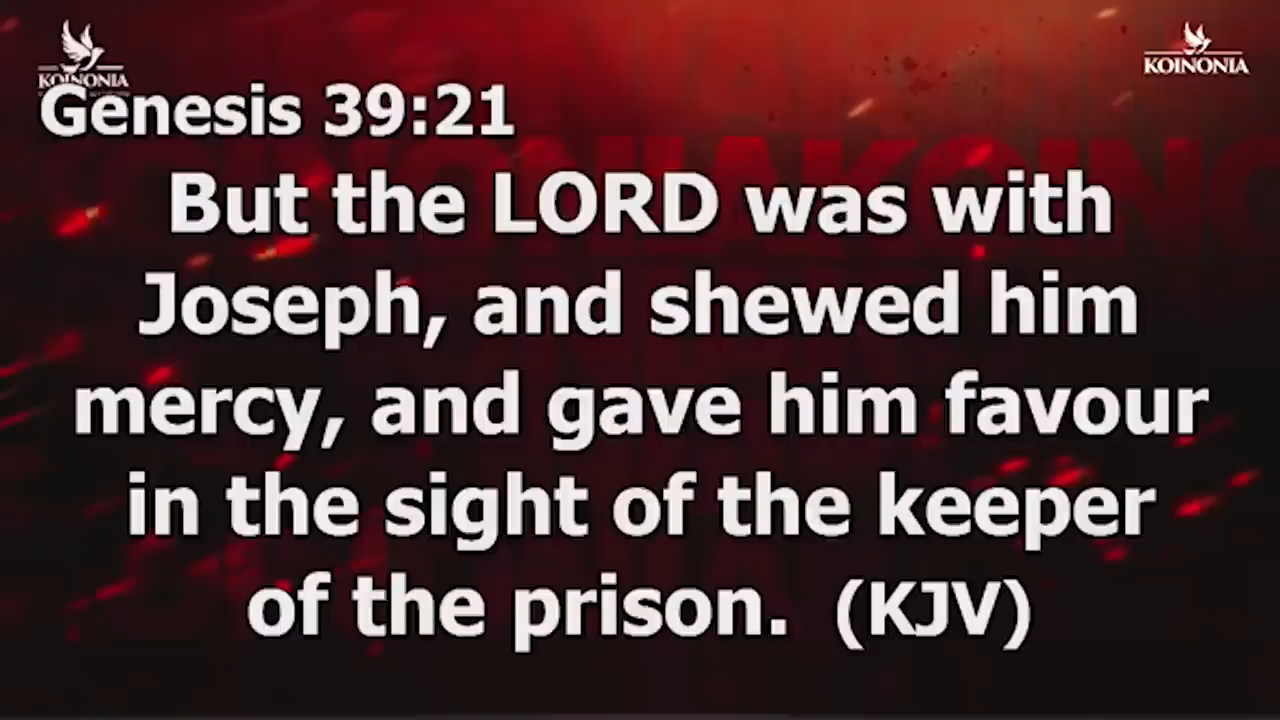 KOINONIA
KOINONIA
Genesis 39:21
But the LORD was with
Joseph, and shewed him
mercy, and gave him favour
in the sight of the keeper
of the prison. (KJV)